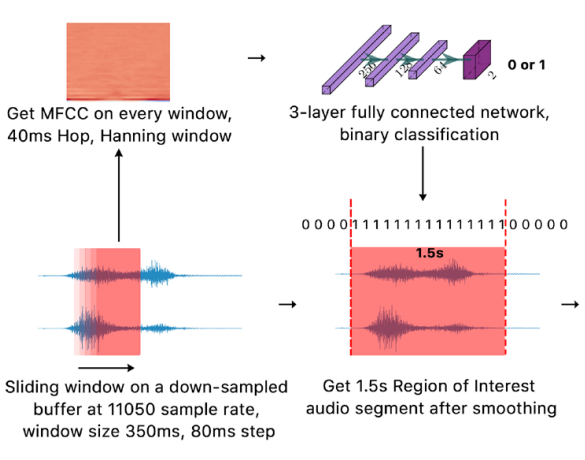 Get MFCC on every window,
40ms Hop, Hanning window
256
128
64
2
0 or 1
3-layer fully connected network,
binary classification
0 0 0 0 1 1 1 1 1 1 1 1 1 1 1 1 1 1 0 0 0 0 0
1.5s
Sliding window on a down-sampled
buffer at 11050 sample rate,
window size 350ms, 80ms step
Get 1.5s Region of Interest
audio segment after smoothing